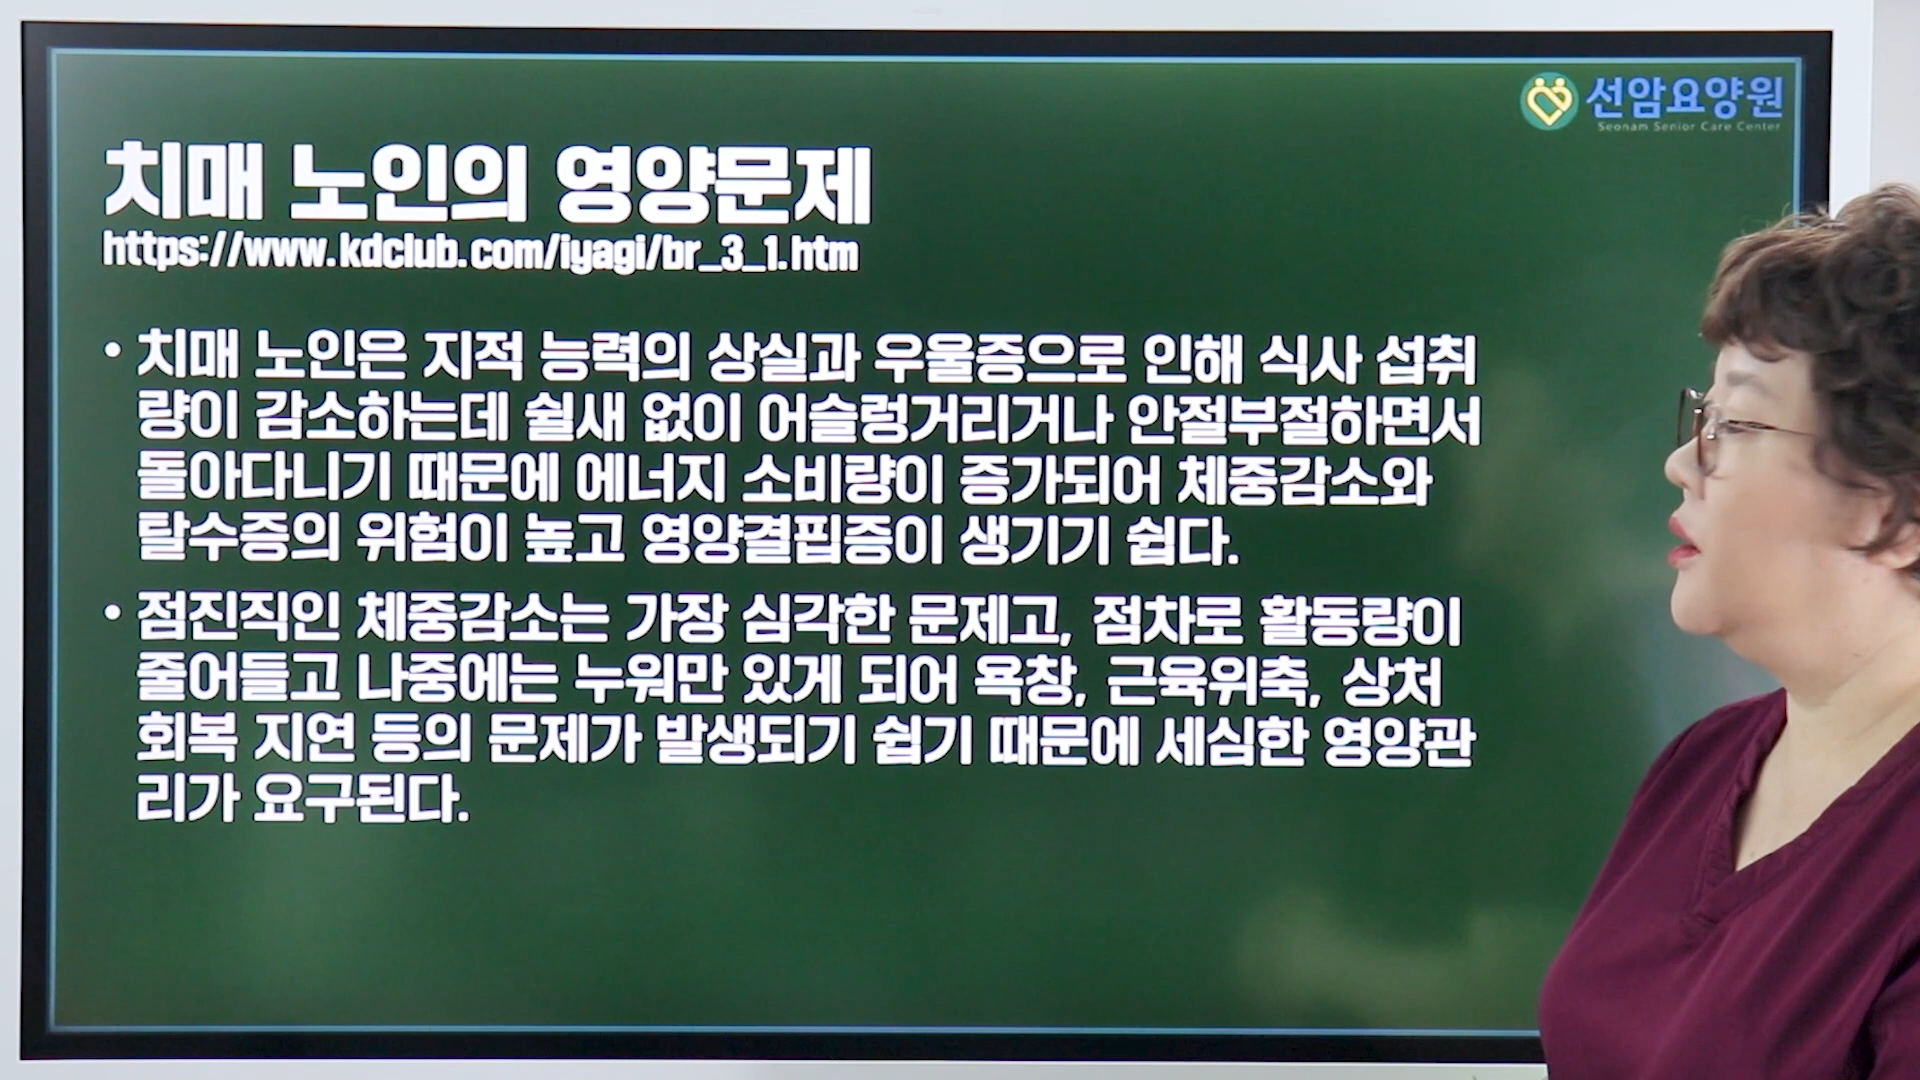 선암요양원
Seonam Senior Care Center
치매 노인의 영양문제
https://www.kdclub.com/iyagi/br_3_1.htm
• 치매 노인은 지적 능력의 상실과 우울증으로 인해 식사 섭취
량이 감소하는데 쉴새 없이 어슬렁거리거나 안절부절하면서
돌아다니기 때문에 에너지 소비량이 증가되어 체중감소와
탈수증의 위험이 높고 영양결핍증이 생기기 쉽다.
• 점진직인 체중감소는 가장 심각한 문제고, 점차로 활동량이
줄어들고 나중에는 누워만 있게 되어 욕창, 근육위축, 상처
회복 지연 등의 문제가 발생되기 쉽기 때문에 세심한 영양관
리가 요구된다.